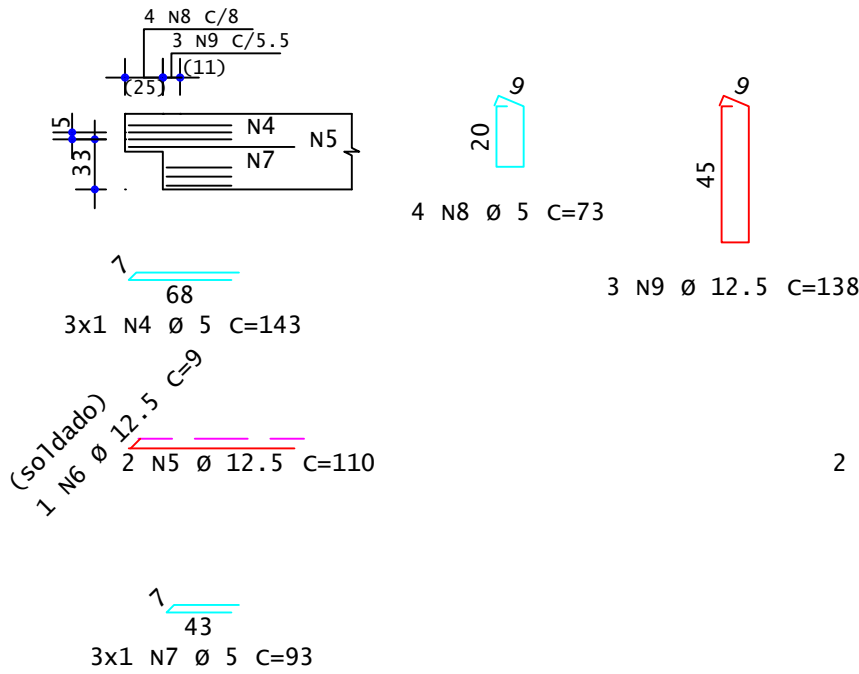 4 N8 C/8
3 N9 C/5.5
(11)
(25)
5
33
N4
N5
N7
9
20
4 N8 Ø 5 C=73
9
45
3 N9 Ø 12.5 C=138
7
68
3x1 N4 Ø 5 C=143
(soldado)
1 N6 Ø 12.5 C=9
2 N5 Ø 12.5 C=110
2
7
43
3x1 N7 Ø 5 C=93